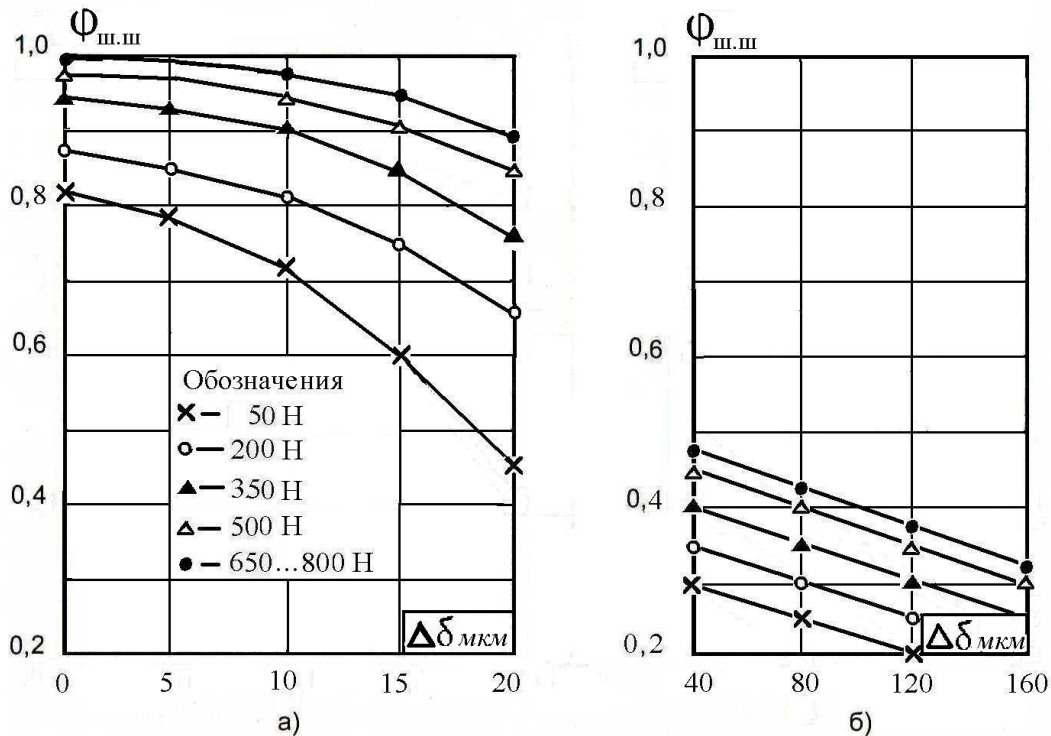 φш.ш
1,0
0,8
0,6
0,4
0,2
Обозначения
50 Н
200 Н
350 Н
500 Н
650...800 Н
Δδ мкм
0 5 10 15 20
а)
φш.ш
1,0
0,8
0,6
0,4
0,2
Δδ мкм
40 80 120 160
б)